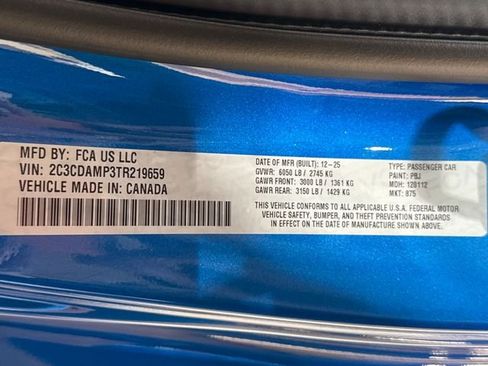 MFD BY: FCA US LLC
VIN: 2C3CDAMP3TR219659
VEHICLE MADE IN: CANADA
DATE OF MFR (BUILT): 12-25
GVWR: 6050 LB / 2745 KG
GAWR FRONT: 3000 LB / 1361 KG
GAWR REAR: 3150 LB / 1429 KG
TYPE: PASSENGER CAR
PAINT: PBJ
MDH: 120112
MKT: 875
THIS VEHICLE CONFORMS TO ALL APPLICABLE U.S.A. FEDERAL MOTOR
VEHICLE SAFETY, BUMPER, AND THEFT PREVENTION STANDARDS
IN EFFECT ON THE DATE OF MANUFACTURE SHOWN ABOVE.